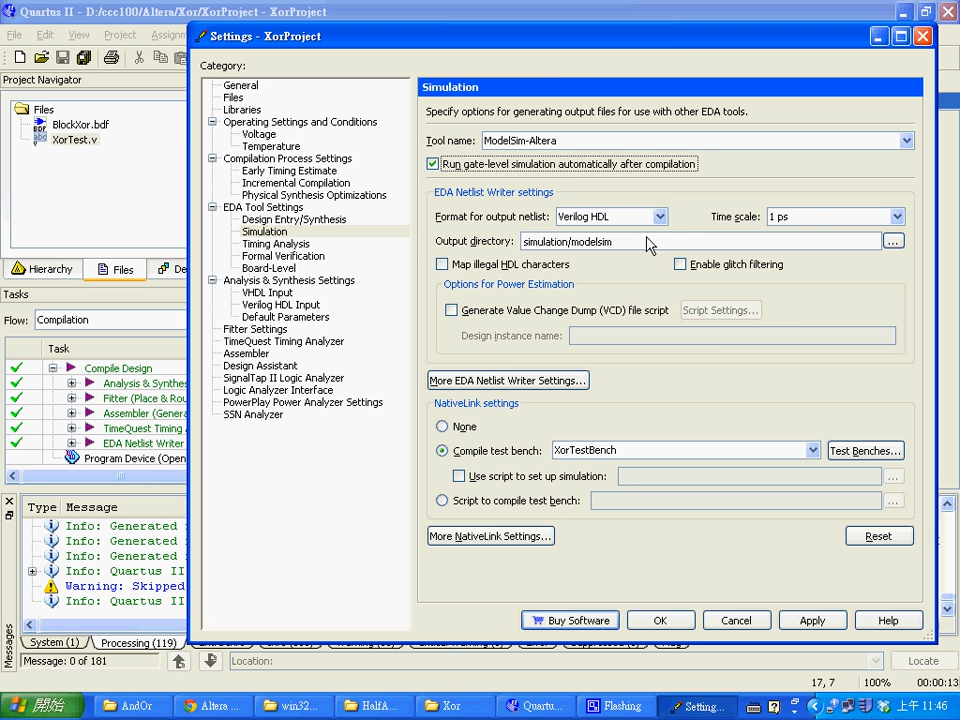 Quartus II - D:/ccc100/Altera/Xor/XorProject - XorProject
File Edit View Project Assignm
Project Navigator
Files
BlockXor.bdf
XorTest.v
Hierarchy Files De
Tasks
Flow: Compilation
Task
Compile Design
Analysis & Synthes
Fitter (Place & Rou
Assembler (Genera
TimeQuest Timing
EDA Netlist Writer
Program Device (Open
Type Message
Info: Generated
Info: Generated
Info: Generated
Info: Quartus II
Warning: Skipped
Info: Quartus II
System (1) Processing (119)
Messages
Message: 0 of 181 Location: Locate
17, 7 100% 00:00:13
Settings - XorProject
Category:
General
Files
Libraries
Operating Settings and Conditions
Voltage
Temperature
Compilation Process Settings
Early Timing Estimate
Incremental Compilation
Physical Synthesis Optimizations
EDA Tool Settings
Design Entry/Synthesis
Simulation
Timing Analysis
Formal Verification
Board-Level
Analysis & Synthesis Settings
VHDL Input
Verilog HDL Input
Default Parameters
Fitter Settings
TimeQuest Timing Analyzer
Assembler
Design Assistant
SignalTap II Logic Analyzer
Logic Analyzer Interface
PowerPlay Power Analyzer Settings
SSN Analyzer
Simulation
Specify options for generating output files for use with other EDA tools.
Tool name: ModelSim-Altera
Run gate-level simulation automatically after compilation
EDA Netlist Writer settings
Format for output netlist: Verilog HDL Time scale: 1 ps
Output directory: simulation/modelsim ...
Map illegal HDL characters Enable glitch filtering
Options for Power Estimation
Generate Value Change Dump (VCD) file script Script Settings...
Design instance name:
More EDA Netlist Writer Settings...
NativeLink settings
None
Compile test bench: XorTestBench Test Benches...
Use script to set up simulation: ...
Script to compile test bench: ...
More NativeLink Settings... Reset
Buy Software OK Cancel Apply Help
開始 AndOr Altera ... win32... HalfA... Xor Quartu... Flashing Setting... 上午 11:46